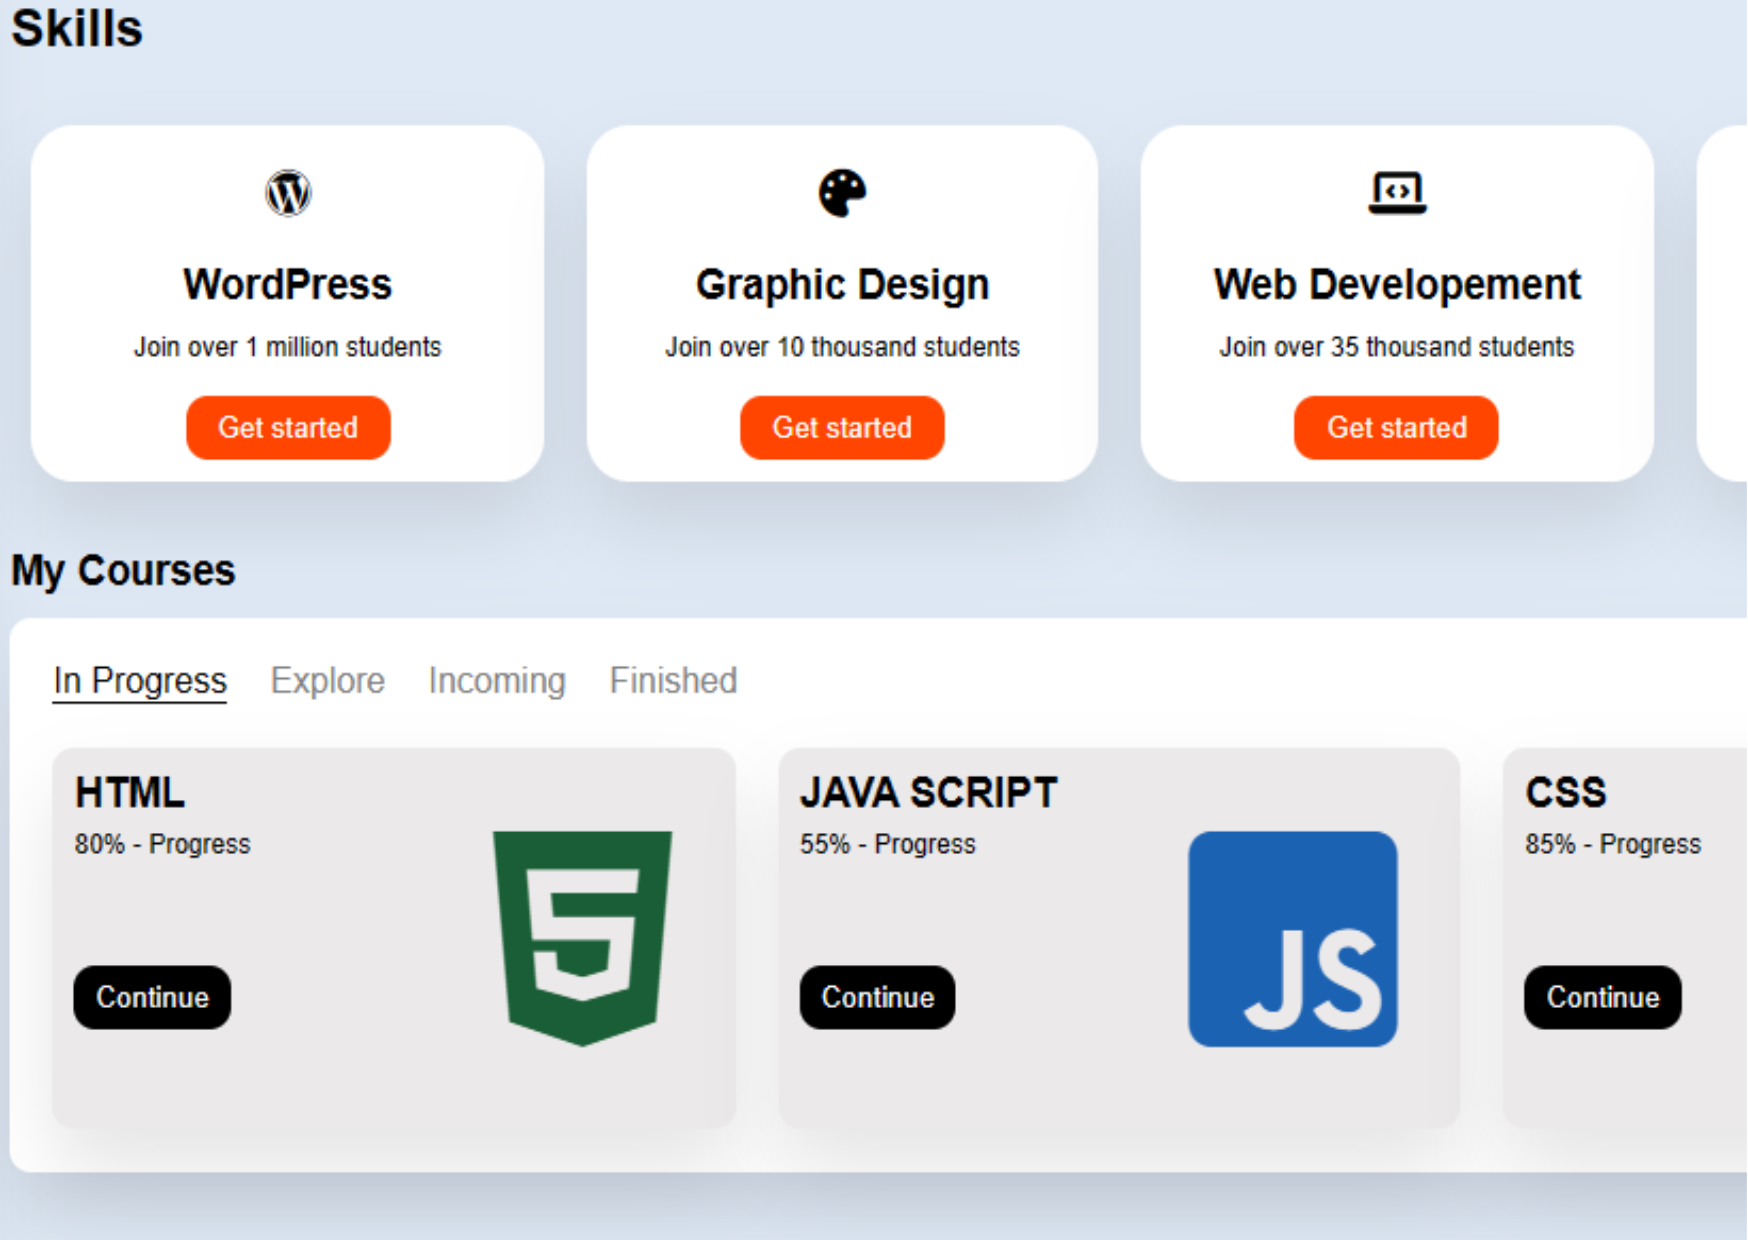 Skills
WordPress
Join over 1 million students
Get started
Graphic Design
Join over 10 thousand students
Get started
Web Developement
Join over 35 thousand students
Get started
My Courses
In Progress Explore Incoming Finished
HTML
80% - Progress
Continue
5
JAVA SCRIPT
55% - Progress
Continue
JS
CSS
85% - Progress
Continue